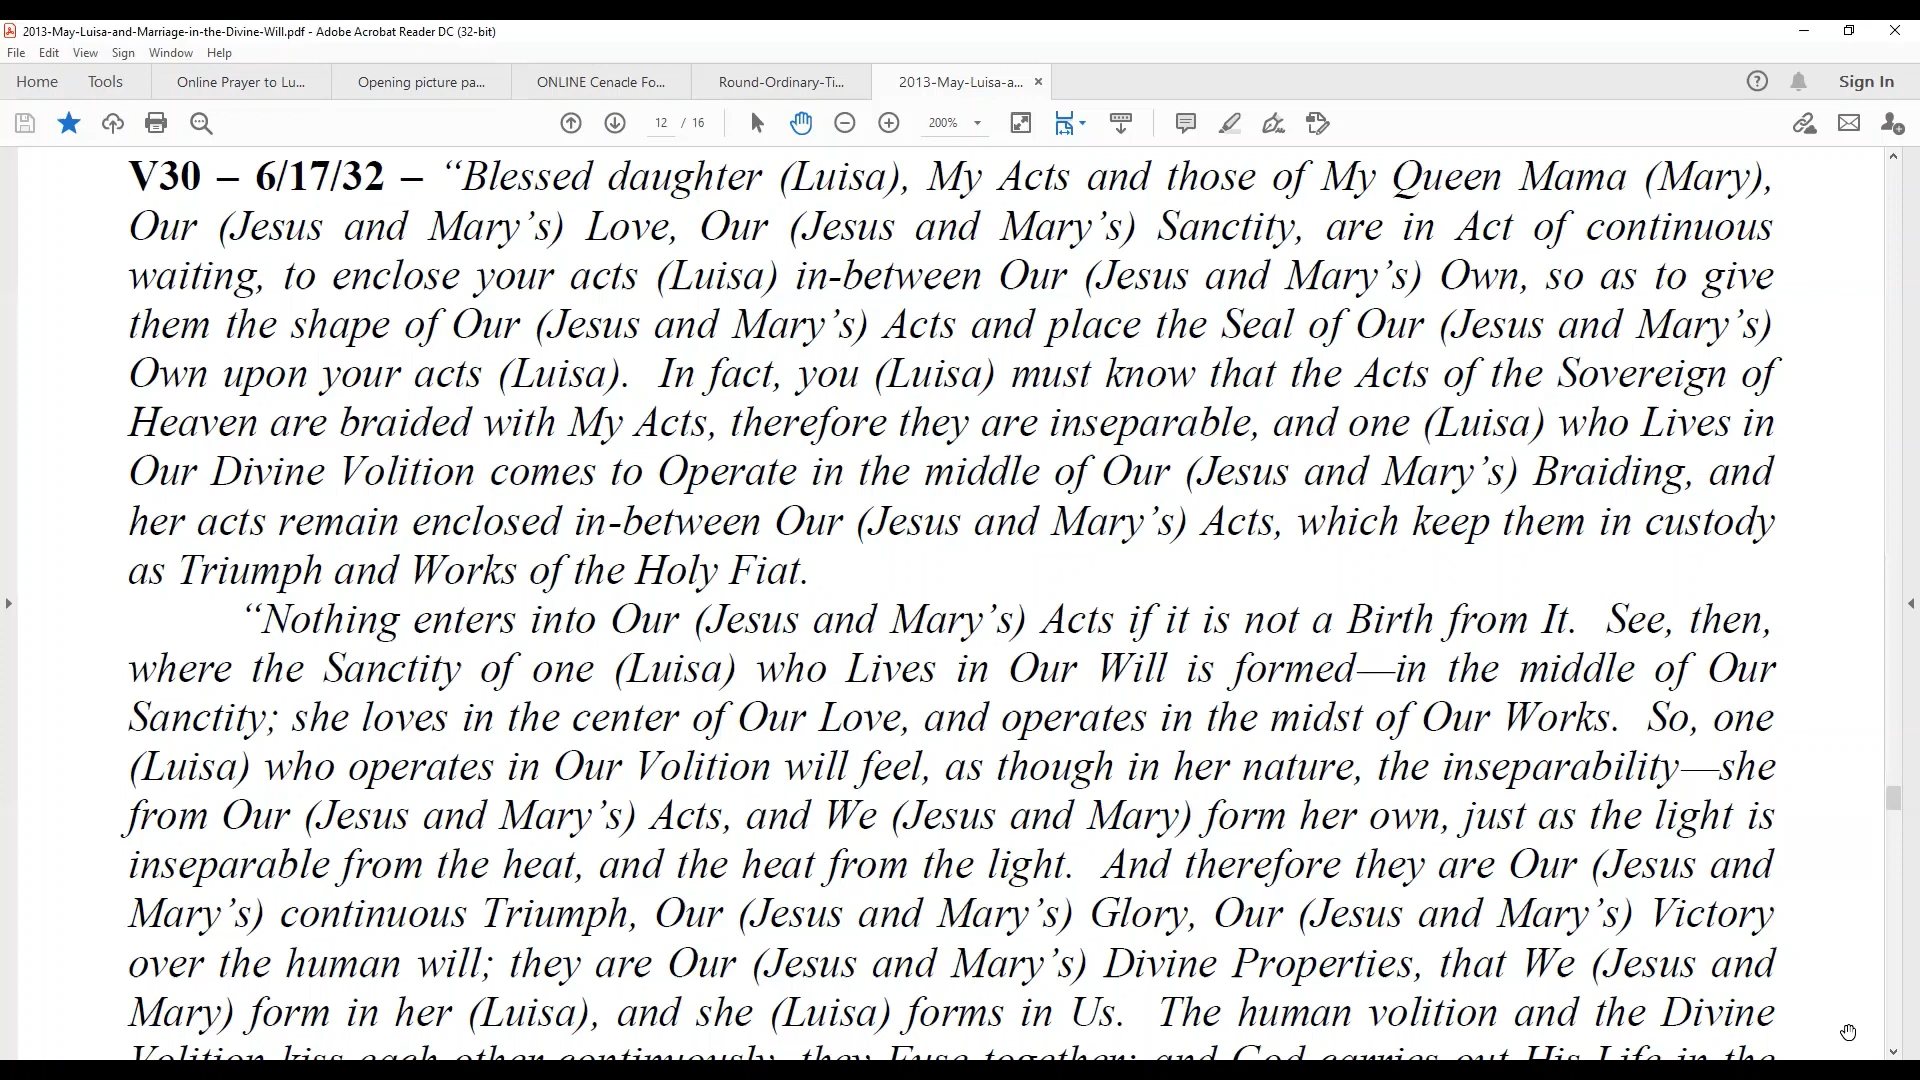 2013-May-Luisa-and-Marriage-in-the-Divine-Will.pdf - Adobe Acrobat Reader DC (32-bit)
File Edit View Sign Window Help
Home Tools Online Prayer to Lu... Opening picture pa... ONLINE Cenacle Fo... Round-Ordinary-Ti... 2013-May-Luisa-a... Sign In
12 / 16 200%
V30 – 6/17/32 – “Blessed daughter (Luisa), My Acts and those of My Queen Mama (Mary),
Our (Jesus and Mary’s) Love, Our (Jesus and Mary’s) Sanctity, are in Act of continuous
waiting, to enclose your acts (Luisa) in-between Our (Jesus and Mary’s) Own, so as to give
them the shape of Our (Jesus and Mary’s) Acts and place the Seal of Our (Jesus and Mary’s)
Own upon your acts (Luisa). In fact, you (Luisa) must know that the Acts of the Sovereign of
Heaven are braided with My Acts, therefore they are inseparable, and one (Luisa) who Lives in
Our Divine Volition comes to Operate in the middle of Our (Jesus and Mary’s) Braiding, and
her acts remain enclosed in-between Our (Jesus and Mary’s) Acts, which keep them in custody
as Triumph and Works of the Holy Fiat.
“Nothing enters into Our (Jesus and Mary’s) Acts if it is not a Birth from It. See, then,
where the Sanctity of one (Luisa) who Lives in Our Will is formed—in the middle of Our
Sanctity; she loves in the center of Our Love, and operates in the midst of Our Works. So, one
(Luisa) who operates in Our Volition will feel, as though in her nature, the inseparability—she
from Our (Jesus and Mary’s) Acts, and We (Jesus and Mary) form her own, just as the light is
inseparable from the heat, and the heat from the light. And therefore they are Our (Jesus and
Mary’s) continuous Triumph, Our (Jesus and Mary’s) Glory, Our (Jesus and Mary’s) Victory
over the human will; they are Our (Jesus and Mary’s) Divine Properties, that We (Jesus and
Mary) form in her (Luisa), and she (Luisa) forms in Us. The human volition and the Divine
Volition kiss each other continuously, they Fuse together; and God carries out His Life in the